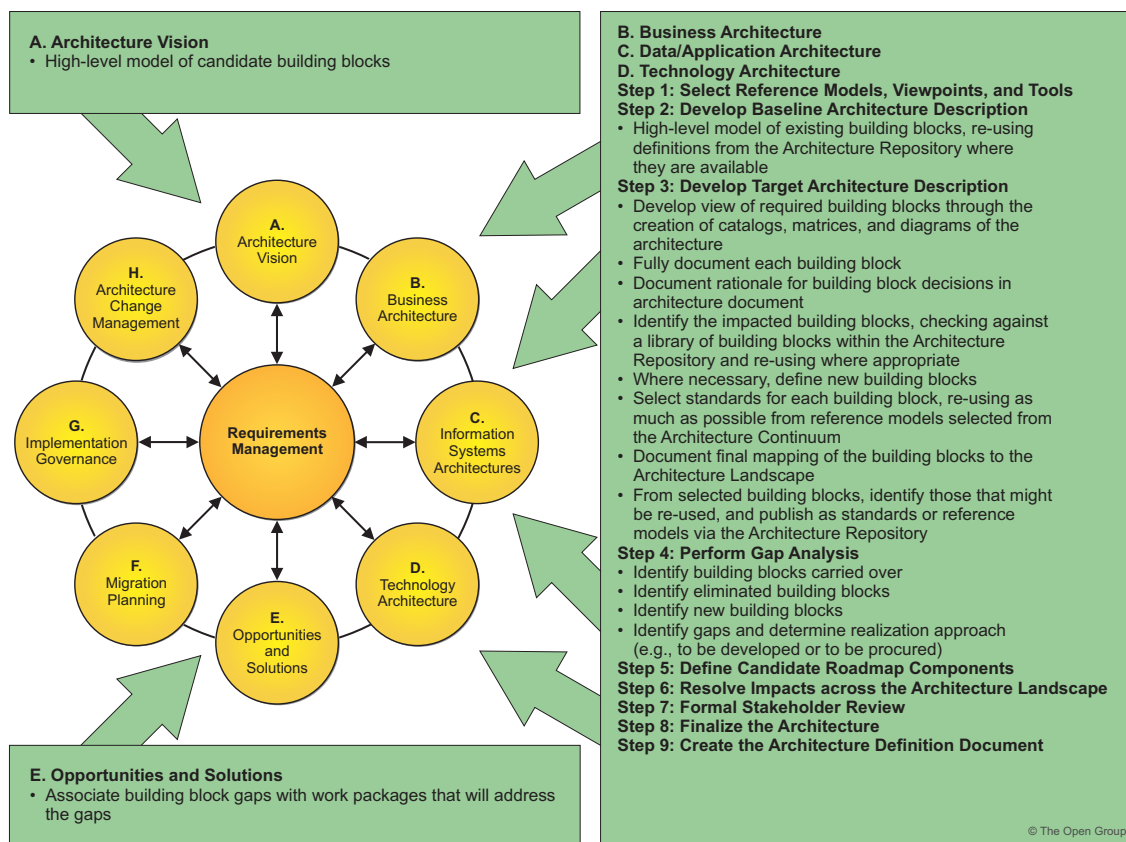 A. Architecture Vision
• High-level model of candidate building blocks
B. Business Architecture
C. Data/Application Architecture
D. Technology Architecture
Step 1: Select Reference Models, Viewpoints, and Tools
Step 2: Develop Baseline Architecture Description
• High-level model of existing building blocks, re-using
definitions from the Architecture Repository where
they are available
Step 3: Develop Target Architecture Description
• Develop view of required building blocks through the
creation of catalogs, matrices, and diagrams of the
architecture
• Fully document each building block
• Document rationale for building block decisions in
architecture document
• Identify the impacted building blocks, checking against
a library of building blocks within the Architecture
Repository and re-using where appropriate
• Where necessary, define new building blocks
• Select standards for each building block, re-using as
much as possible from reference models selected from
the Architecture Continuum
• Document final mapping of the building blocks to the
Architecture Landscape
• From selected building blocks, identify those that might
be re-used, and publish as standards or reference
models via the Architecture Repository
Step 4: Perform Gap Analysis
• Identify building blocks carried over
• Identify eliminated building blocks
• Identify new building blocks
• Identify gaps and determine realization approach
(e.g., to be developed or to be procured)
Step 5: Define Candidate Roadmap Components
Step 6: Resolve Impacts across the Architecture Landscape
Step 7: Formal Stakeholder Review
Step 8: Finalize the Architecture
Step 9: Create the Architecture Definition Document
A.
Architecture
Vision
B.
Business
Architecture
C.
Information
Systems
Architectures
D.
Technology
Architecture
E.
Opportunities
and
Solutions
F.
Migration
Planning
G.
Implementation
Governance
H.
Architecture
Change
Management
Requirements
Management
E. Opportunities and Solutions
• Associate building block gaps with work packages that will address
the gaps
© The Open Group